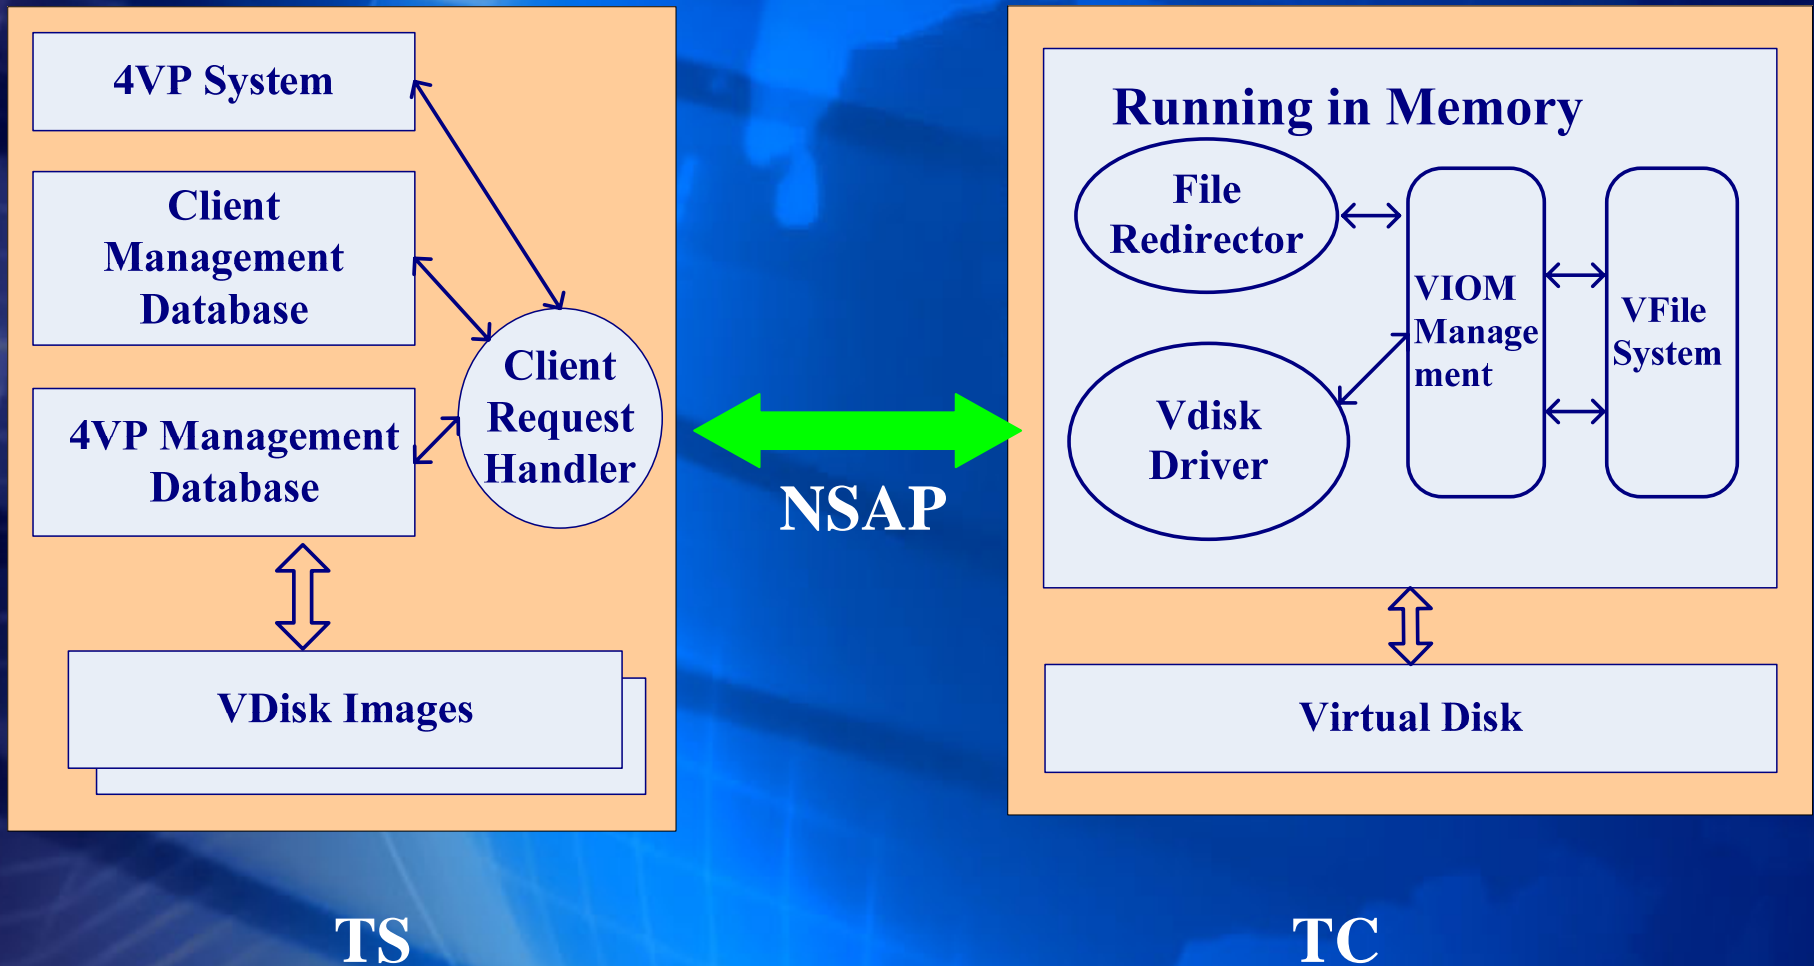 4VP System
Client
Management
Database
4VP Management
Database
Client
Request
Handler
VDisk Images
TS
NSAP
Running in Memory
File
Redirector
Vdisk
Driver
VIOM
Manage
ment
VFile
System
Virtual Disk
TC